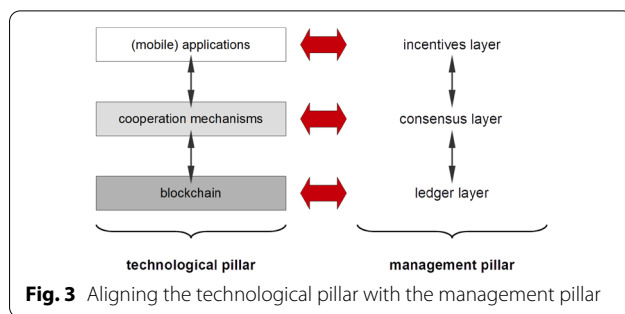 (mobile) applications incentives layer
cooperation mechanisms consensus layer
blockchain ledger layer
technological pillar management pillar
Fig. 3 Aligning the technological pillar with the management pillar